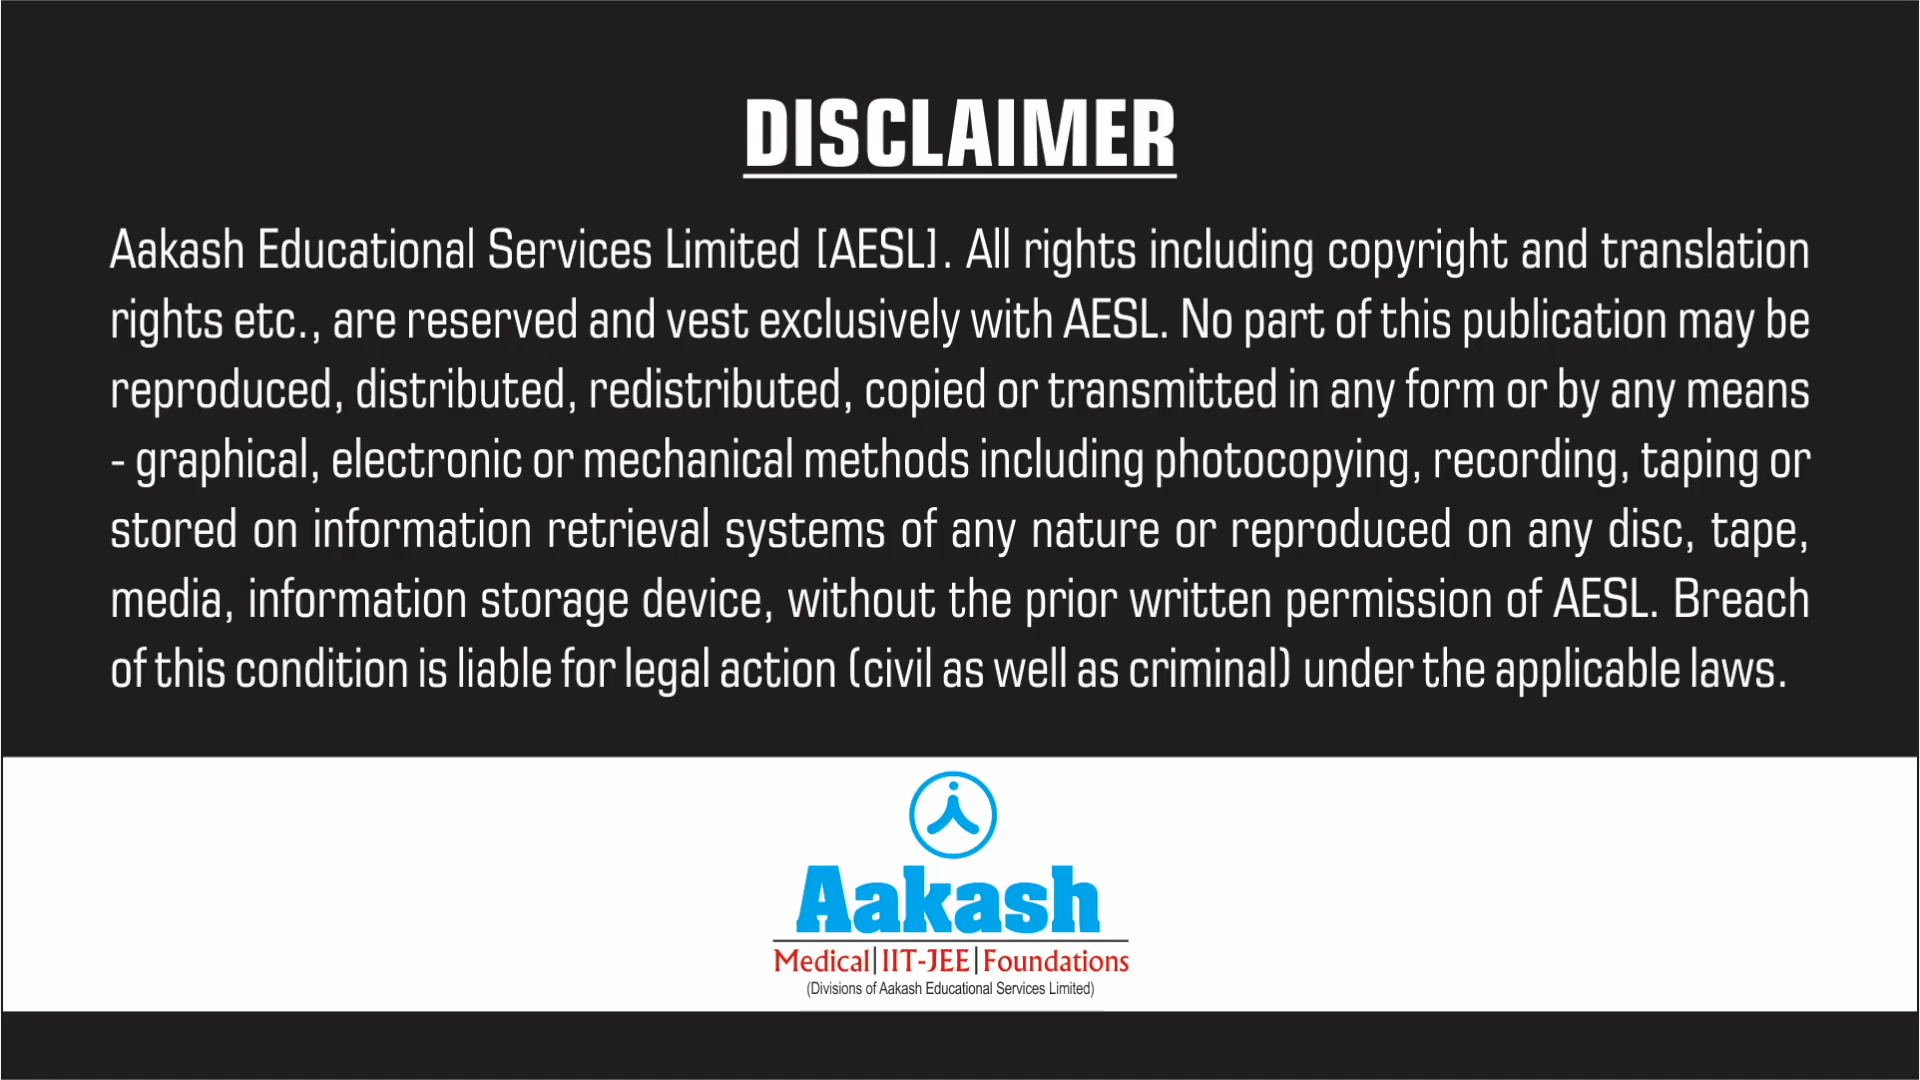 DISCLAIMER
Aakash Educational Services Limited [AESL]. All rights including copyright and translation
rights etc., are reserved and vest exclusively with AESL. No part of this publication may be
reproduced, distributed, redistributed, copied or transmitted in any form or by any means
- graphical, electronic or mechanical methods including photocopying, recording, taping or
stored on information retrieval systems of any nature or reproduced on any disc, tape,
media, information storage device, without the prior written permission of AESL. Breach
of this condition is liable for legal action (civil as well as criminal) under the applicable laws.
Aakash
Medical|IIT-JEE|Foundations
(Divisions of Aakash Educational Services Limited)